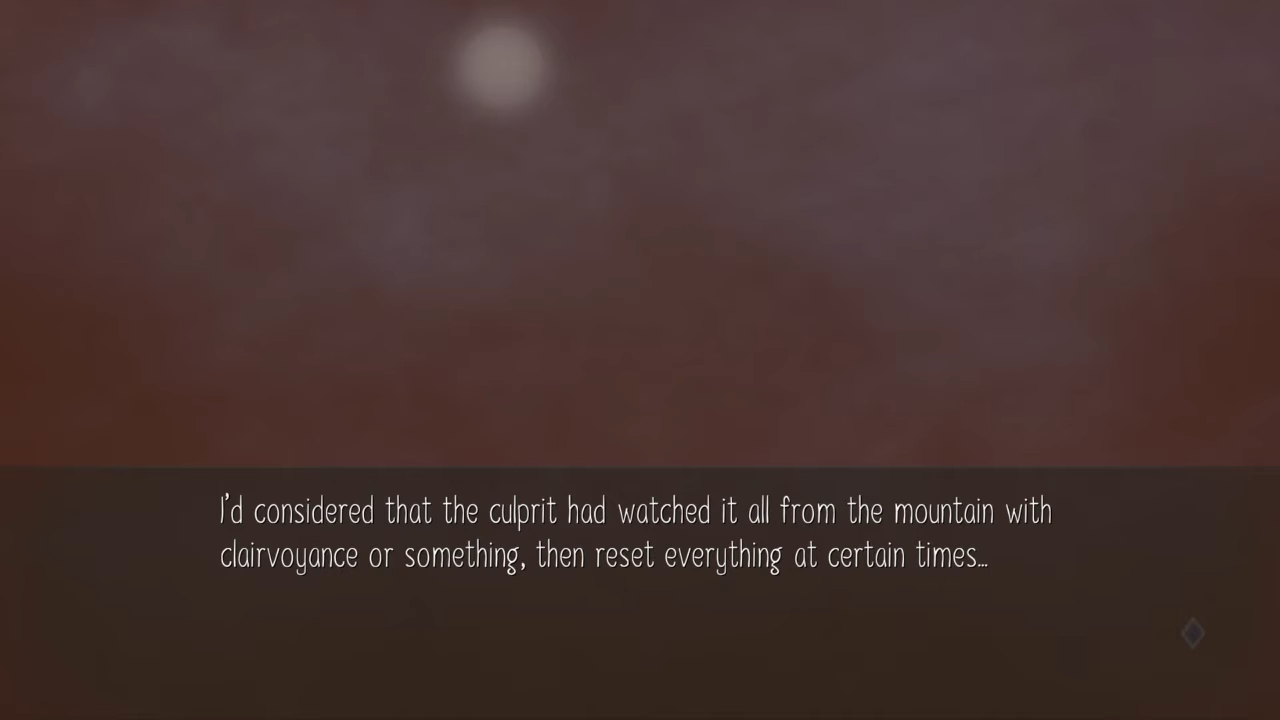 I'd considered that the culprit had watched it all from the mountain with
clairvoyance or something, then reset everything at certain times...